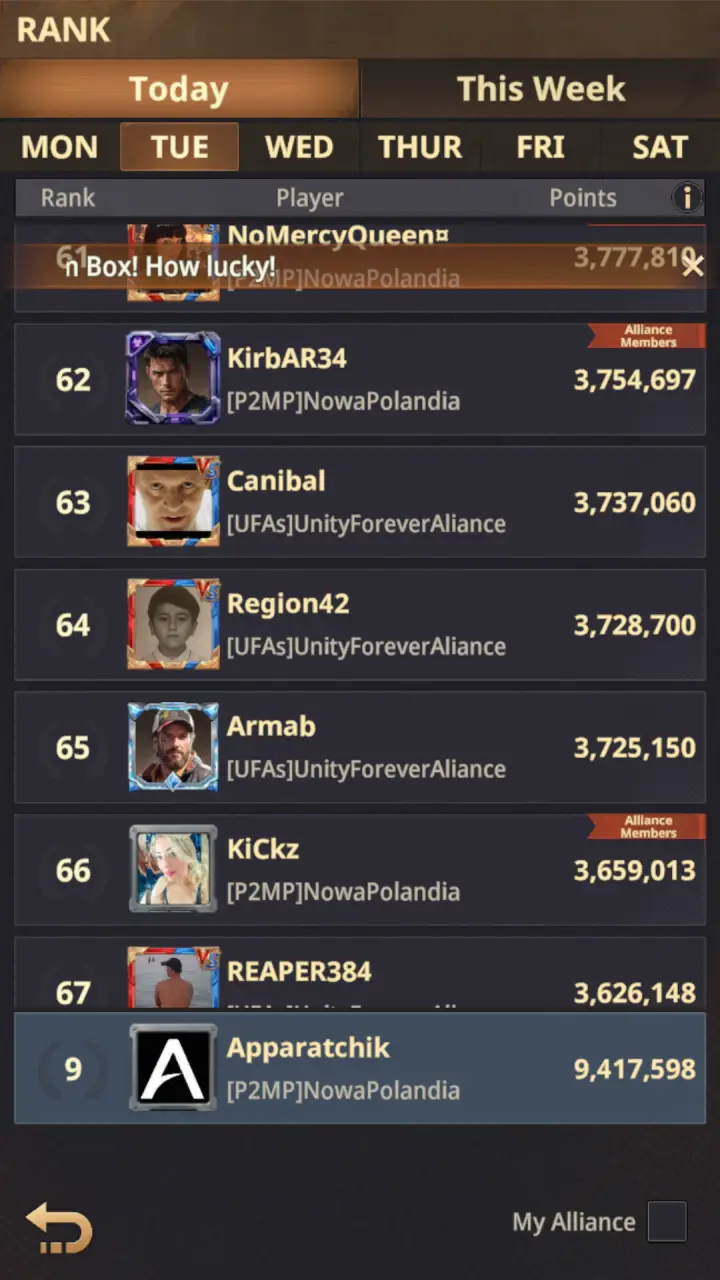 RANK
Today This Week
MON TUE WED THUR FRI SAT
Rank Player Points i
NoMercyQueen¤
61 3,777,810
n Box! How lucky!
[P2MP]NowaPolandia
Alliance
Members
KirbAR34
62 3,754,697
[P2MP]NowaPolandia
Canibal
63 3,737,060
[UFAs]UnityForeverAliance
Region42
64 3,728,700
[UFAs]UnityForeverAliance
Armab
65 3,725,150
[UFAs]UnityForeverAliance
Alliance
Members
KiCkz
66 3,659,013
[P2MP]NowaPolandia
REAPER384
67 3,626,148
Apparatchik
9 9,417,598
[P2MP]NowaPolandia
My Alliance